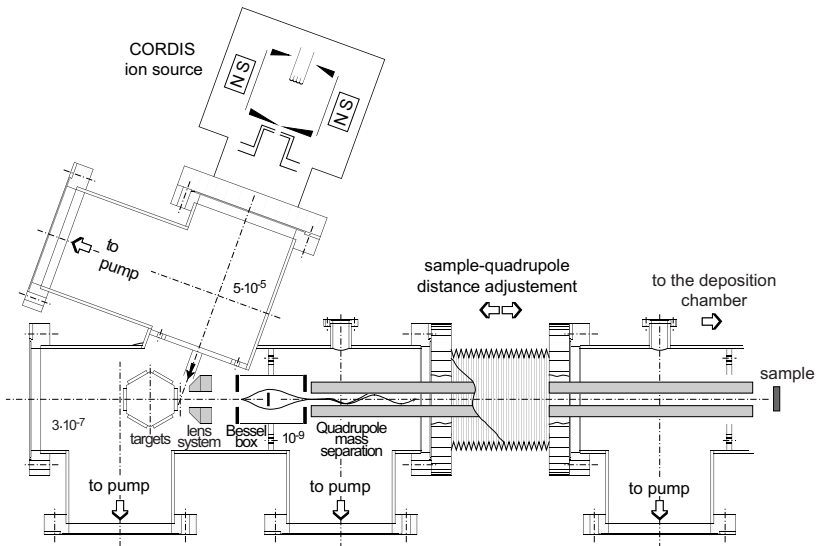 CORDIS
ion source
N S
N S
to
pump
5·10-5
sample-quadrupole
distance adjustement
to the deposition
chamber
sample
3·10-7
targets
lens
system
Bessel
box
10-9
Quadrupole
mass
separation
to pump
to pump
to pump